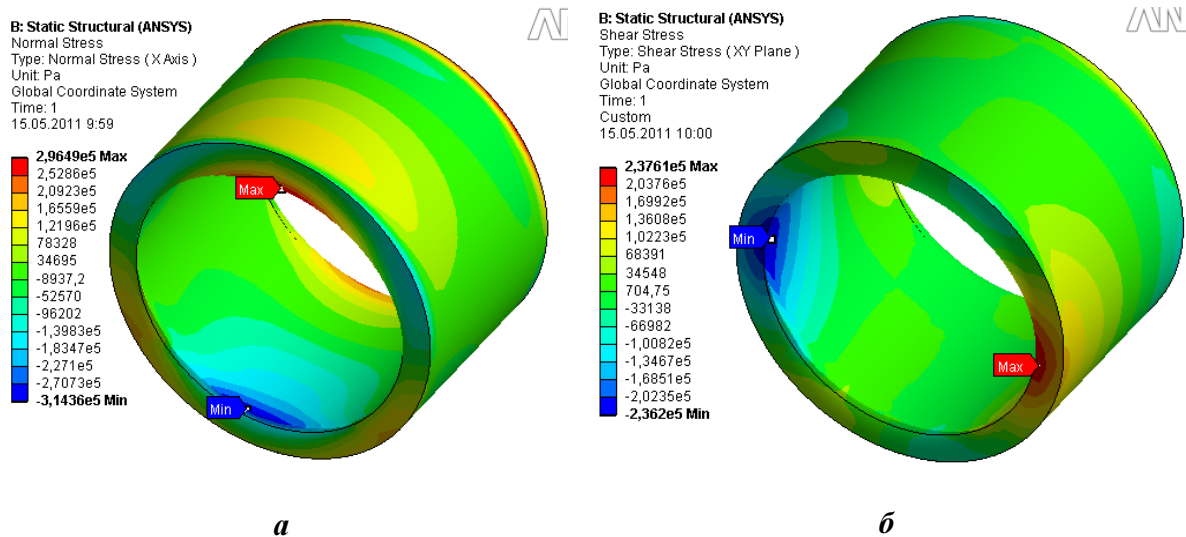 B: Static Structural (ANSYS)
Normal Stress
Type: Normal Stress ( X Axis )
Unit: Pa
Global Coordinate System
Time: 1
15.05.2011 9:59
2,9649e5 Max
2,5286e5
2,0923e5
1,6559e5
1,2196e5
78328
34695
-8937,2
-52570
-96202
-1,3983e5
-1,8347e5
-2,271e5
-2,7073e5
-3,1436e5 Min
Max
Min
B: Static Structural (ANSYS)
Shear Stress
Type: Shear Stress ( XY Plane )
Unit: Pa
Global Coordinate System
Time: 1
Custom
15.05.2011 10:00
2,3761e5 Max
2,0376e5
1,6992e5
1,3608e5
1,0223e5
68391
34548
704,75
-33138
-66982
-1,0082e5
-1,3467e5
-1,6851e5
-2,0235e5
-2,362e5 Min
Min
Max
а
б